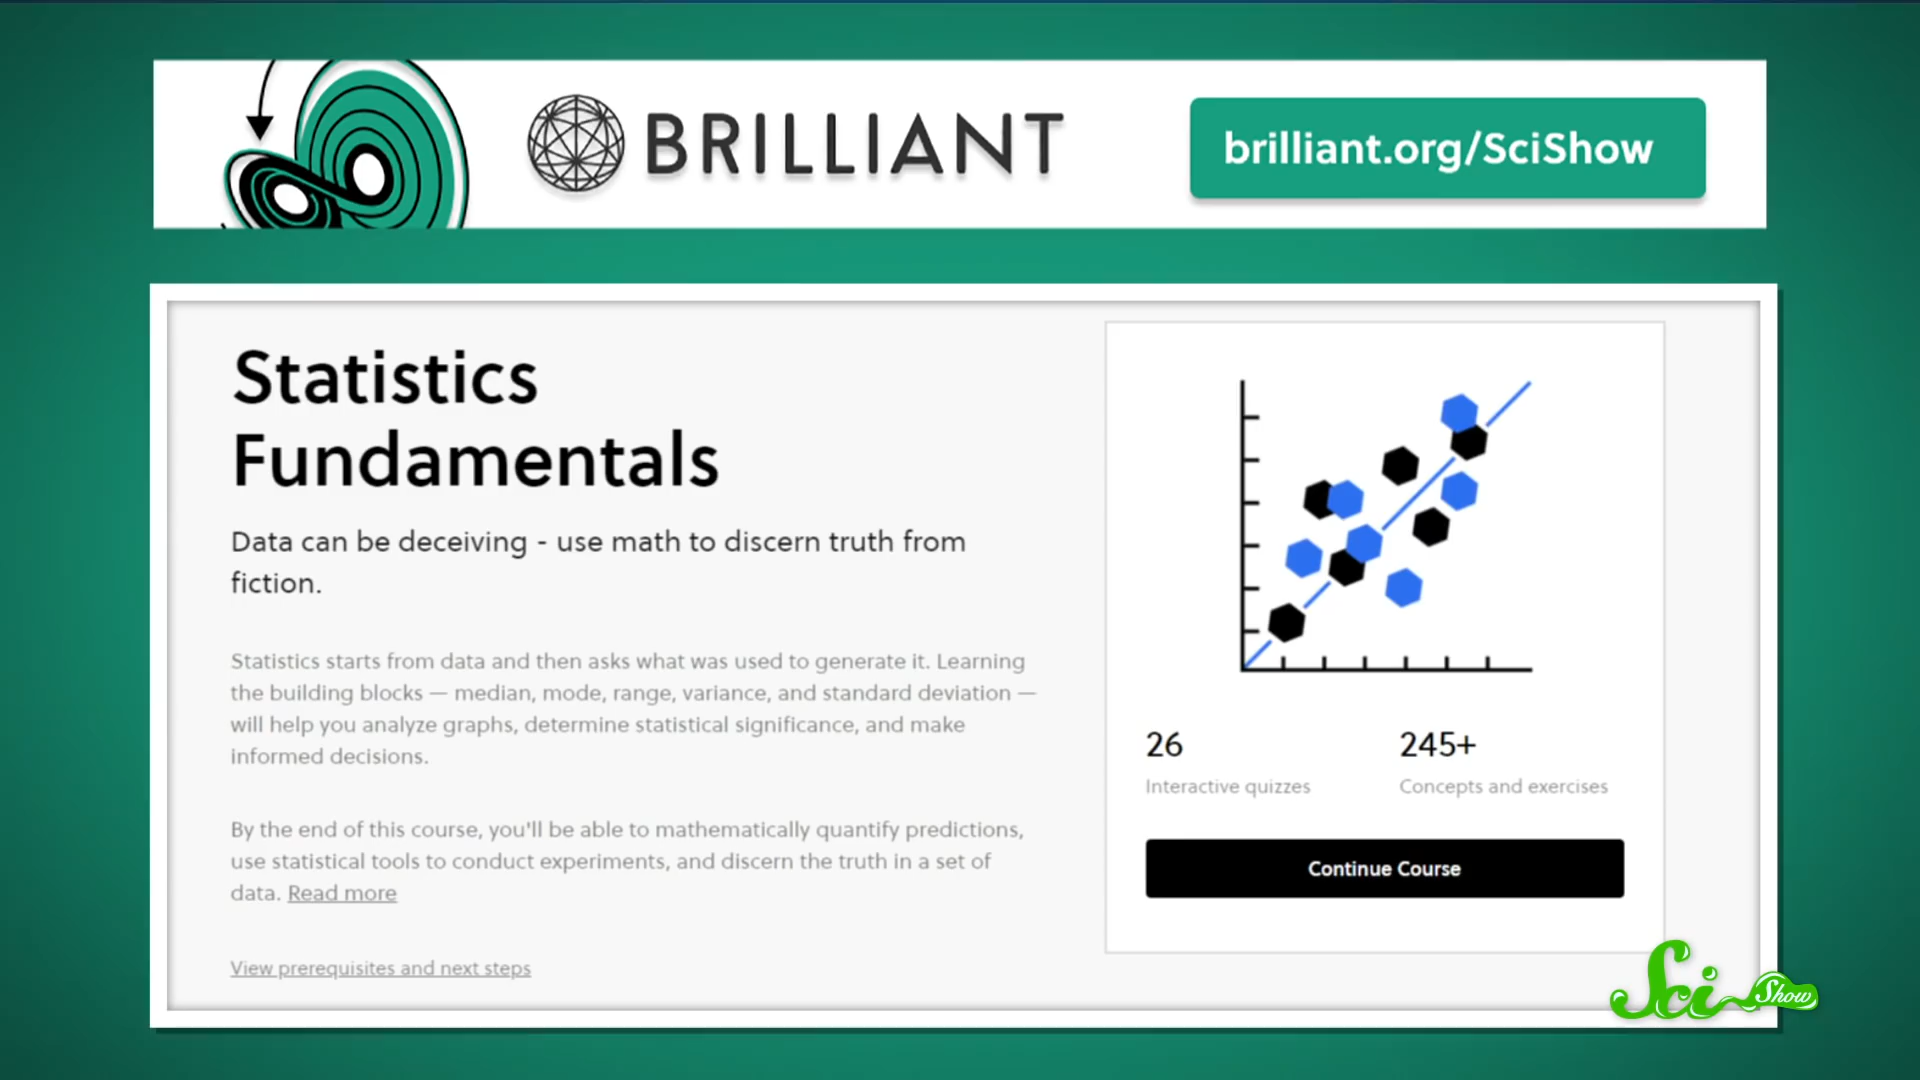 BRILLIANT
brilliant.org/SciShow
Statistics
Fundamentals
Data can be deceiving - use math to discern truth from
fiction.
Statistics starts from data and then asks what was used to generate it. Learning
the building blocks — median, mode, range, variance, and standard deviation —
will help you analyze graphs, determine statistical significance, and make
informed decisions.
By the end of this course, you'll be able to mathematically quantify predictions,
use statistical tools to conduct experiments, and discern the truth in a set of
data. Read more
View prerequisites and next steps
26
Interactive quizzes
245+
Concepts and exercises
Continue Course
Sci Show